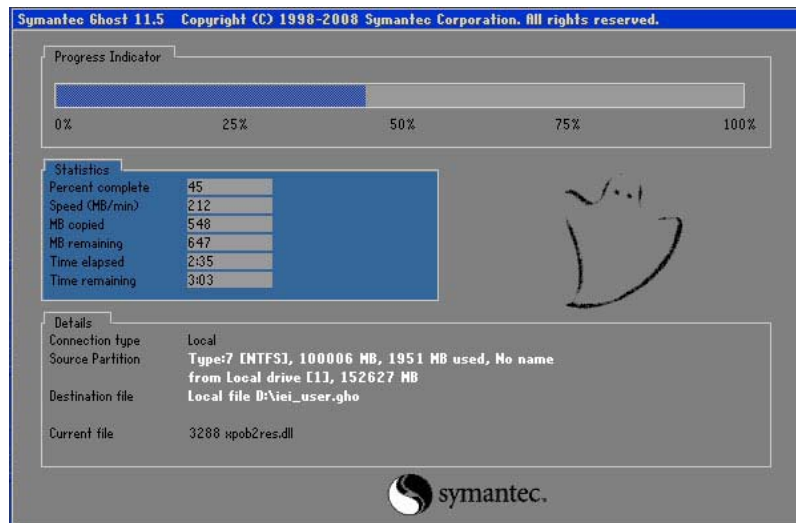 Symantec Ghost 11.5 Copyright (C) 1998-2008 Symantec Corporation. All rights reserved.
Progress Indicator
0% 25% 50% 75% 100%
Statistics
Percent complete 45
Speed (MB/min) 212
MB copied 548
MB remaining 647
Time elapsed 2:35
Time remaining 3:03
Details
Connection type Local
Source Partition Type:7 [NTFS], 100006 MB, 1951 MB used, No name
from Local drive [1], 152627 MB
Destination file Local file D:\iei_user.gho
Current file 3288 xpob2res.dll
symantec.